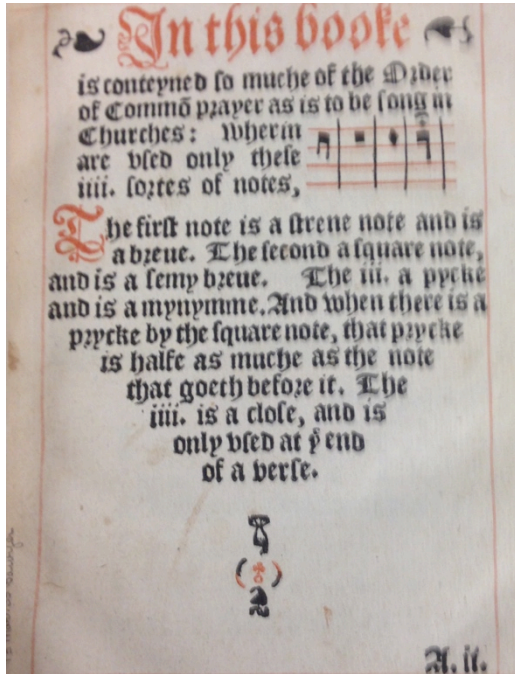 In this booke
is conteyned so muche of the Order
of Commõ prayer as is to be song in
Churches: wherin
are vsed only these
iiii. sortes of notes,
The first note is a strene note and is
a breue. The second a square note,
and is a semy breue. The iii. a pycke
and is a mynymme. And when there is a
prycke by the square note, that prycke
is halfe as muche as the note
that goeth before it. The
iiii. is a close, and is
only vsed at yͤ end
of a verse.
A.ii.